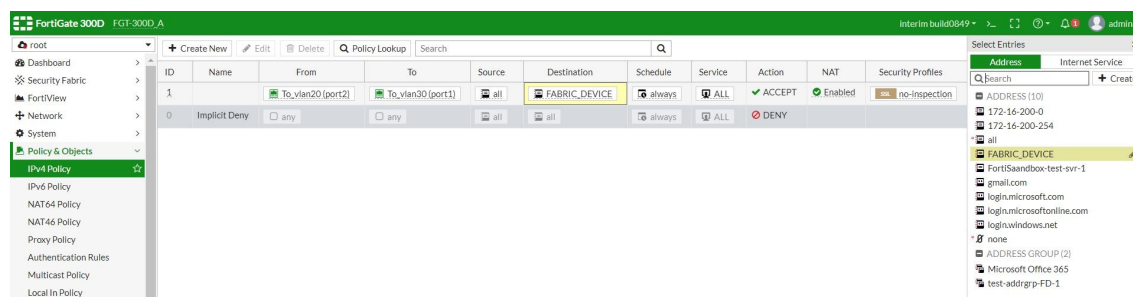 FortiGate 300D FGT-300D_A interim build0849 >_ 1 admin
root
Dashboard
Security Fabric
FortiView
Network
System
Policy & Objects
IPv4 Policy
IPv6 Policy
NAT64 Policy
NAT46 Policy
Proxy Policy
Authentication Rules
Multicast Policy
Local In Policy
+ Create New Edit Delete Policy Lookup Search
ID Name From To Source Destination Schedule Service Action NAT Security Profiles
1 To_vlan20 (port2) To_vlan30 (port1) all FABRIC_DEVICE always ALL ACCEPT Enabled SSL no-inspection
0 Implicit Deny any any all all always ALL DENY
Select Entries
Address Internet Service
Search + Creat
ADDRESS (10)
172-16-200-0
172-16-200-254
* all
FABRIC_DEVICE
FortiSaandbox-test-svr-1
gmail.com
login.microsoft.com
login.microsoftonline.com
login.windows.net
* none
ADDRESS GROUP (2)
Microsoft Office 365
test-addrgrp-FD-1